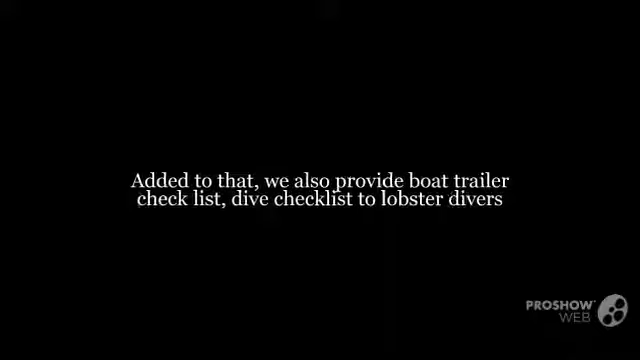 Added to that, we also provide boat trailer
check list, dive checklist to lobster divers
PROSHOW
WEB